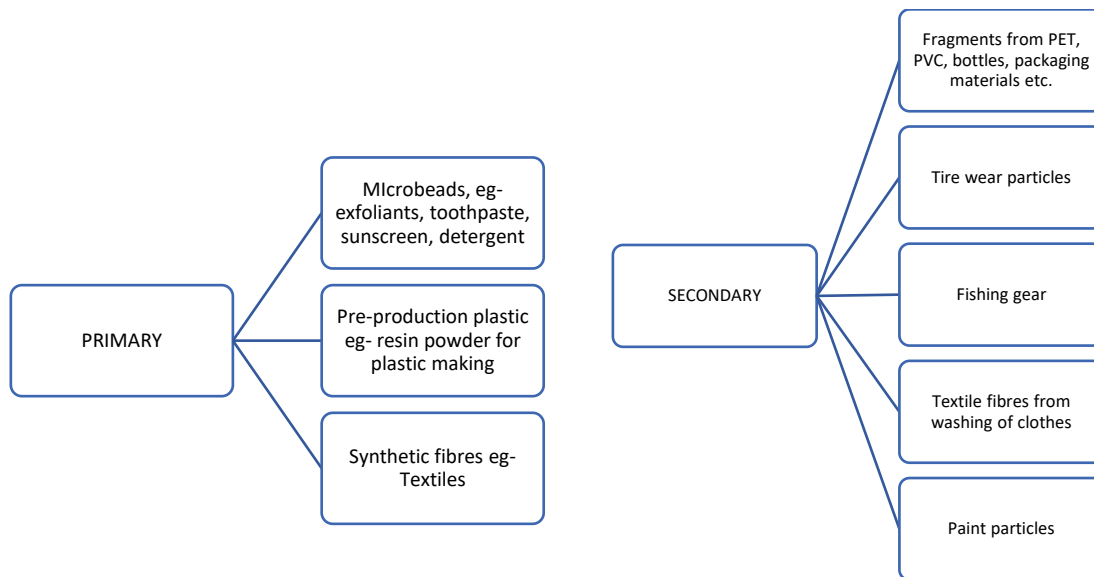 PRIMARY
MIcrobeads, eg-
exfoliants, toothpaste,
sunscreen, detergent
Pre-production plastic
eg- resin powder for
plastic making
Synthetic fibres eg-
Textiles
SECONDARY
Fragments from PET,
PVC, bottles, packaging
materials etc.
Tire wear particles
Fishing gear
Textile fibres from
washing of clothes
Paint particles